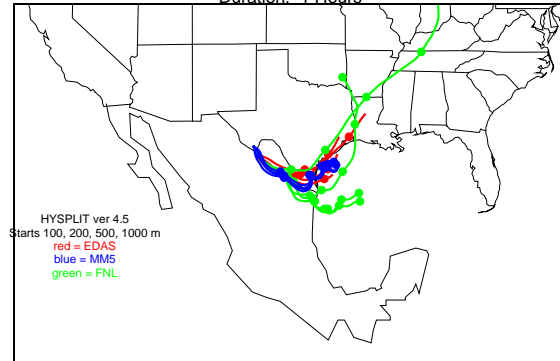 HYSPLIT ver 4.5
Starts 100, 200, 500, 1000 m
red = EDAS
blue = MM5
green = FNL